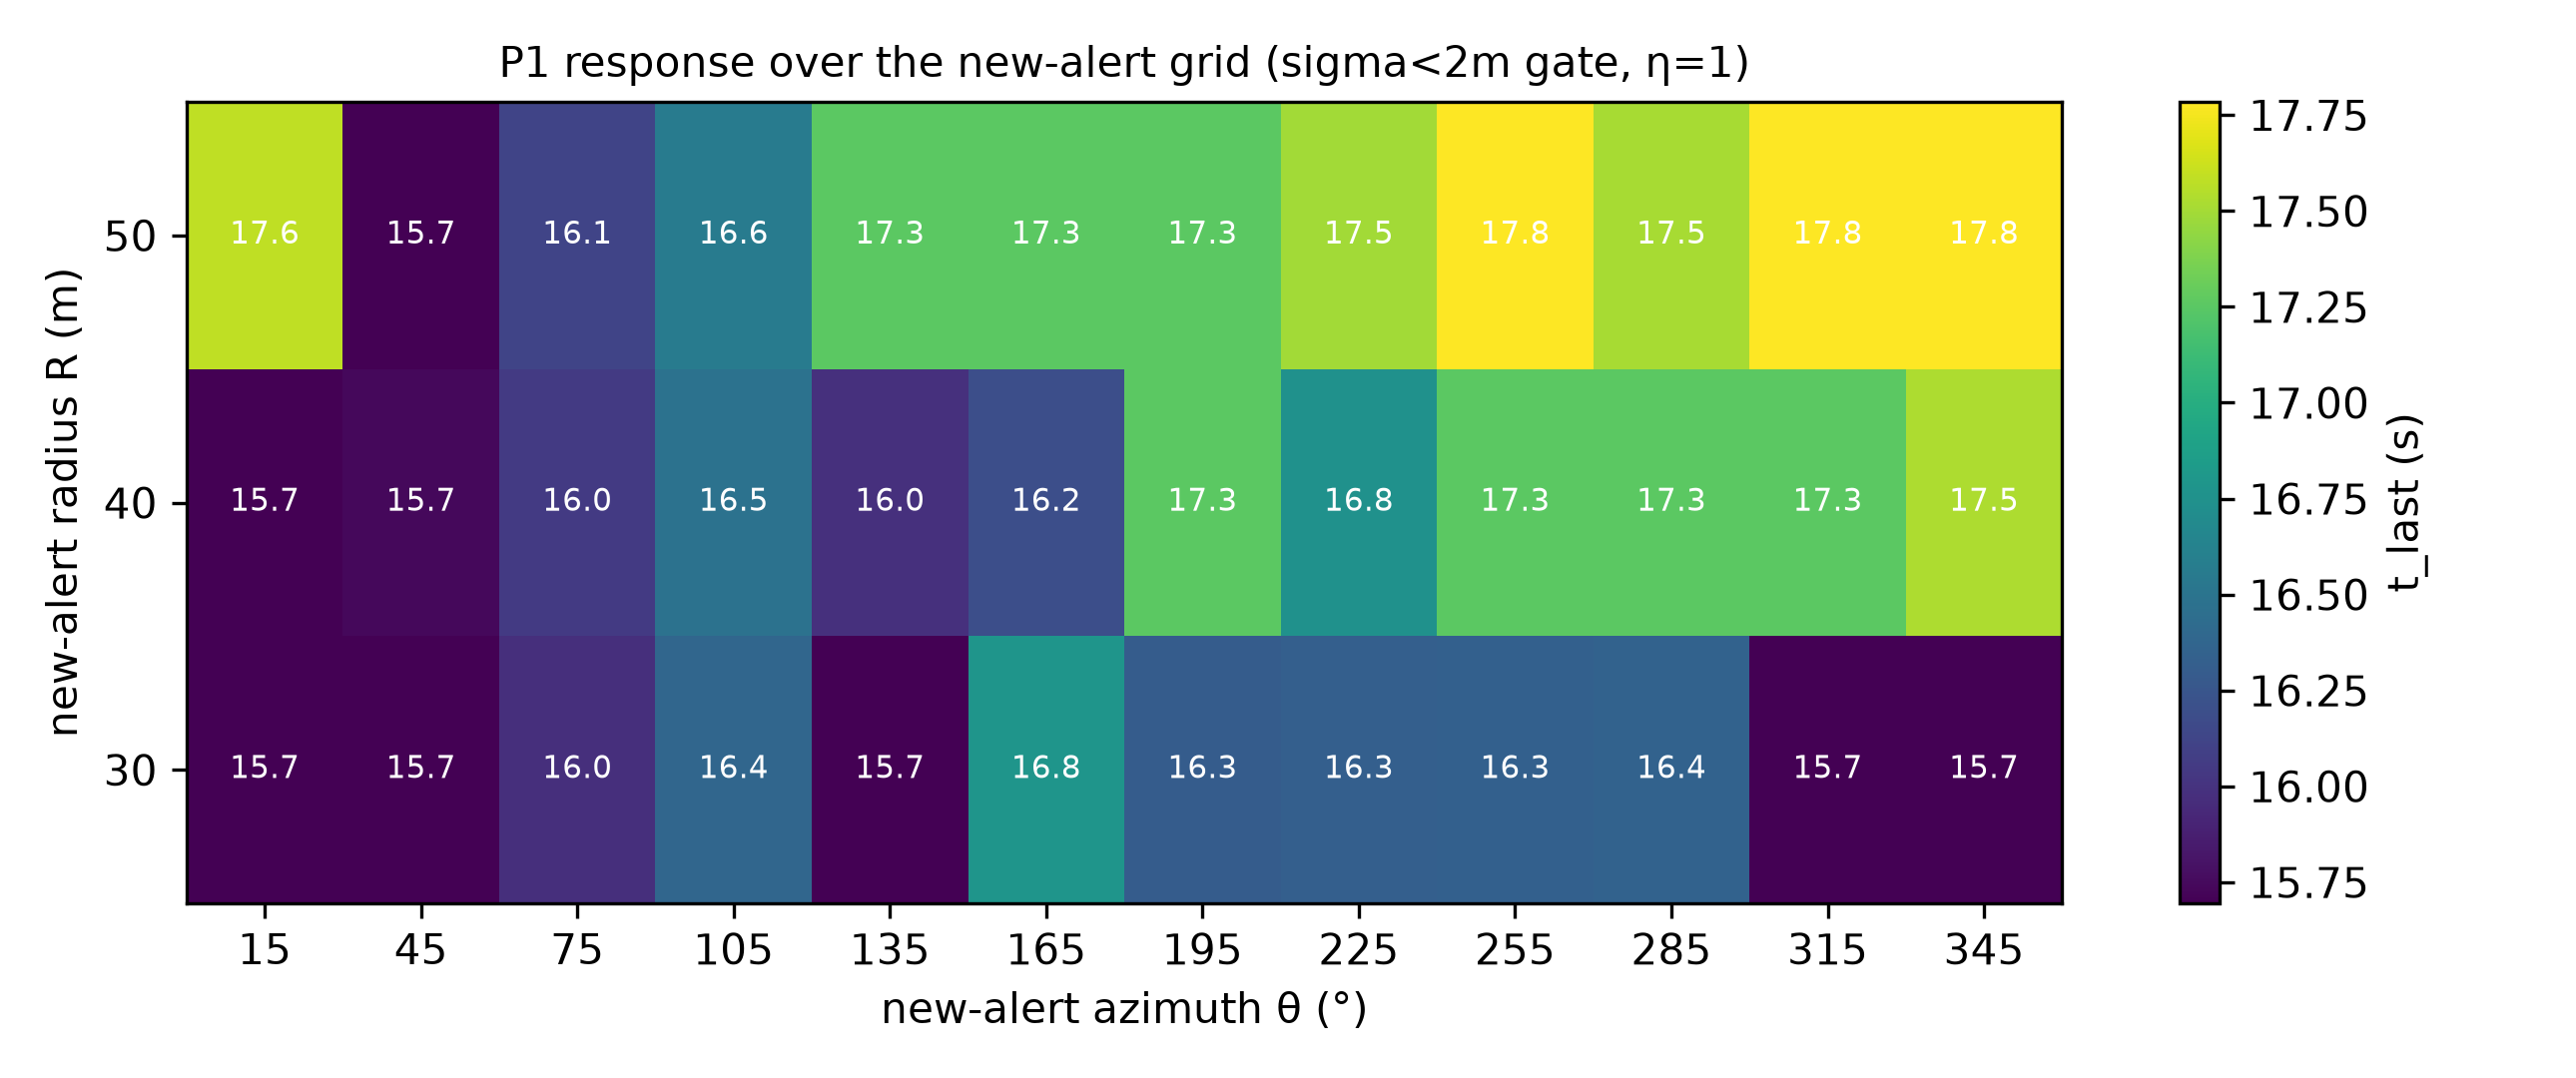 P1 response over the new-alert grid (sigma<2m gate, η=1)
new-alert radius R (m)
50
17.6 15.7 16.1 16.6 17.3 17.3 17.3 17.5 17.8 17.5 17.8 17.8
40
15.7 15.7 16.0 16.5 16.0 16.2 17.3 16.8 17.3 17.3 17.3 17.5
30
15.7 15.7 16.0 16.4 15.7 16.8 16.3 16.3 16.3 16.4 15.7 15.7
15 45 75 105 135 165 195 225 255 285 315 345
new-alert azimuth θ (°)
17.75
17.50
17.25
17.00
16.75
16.50
16.25
16.00
15.75
t_last (s)